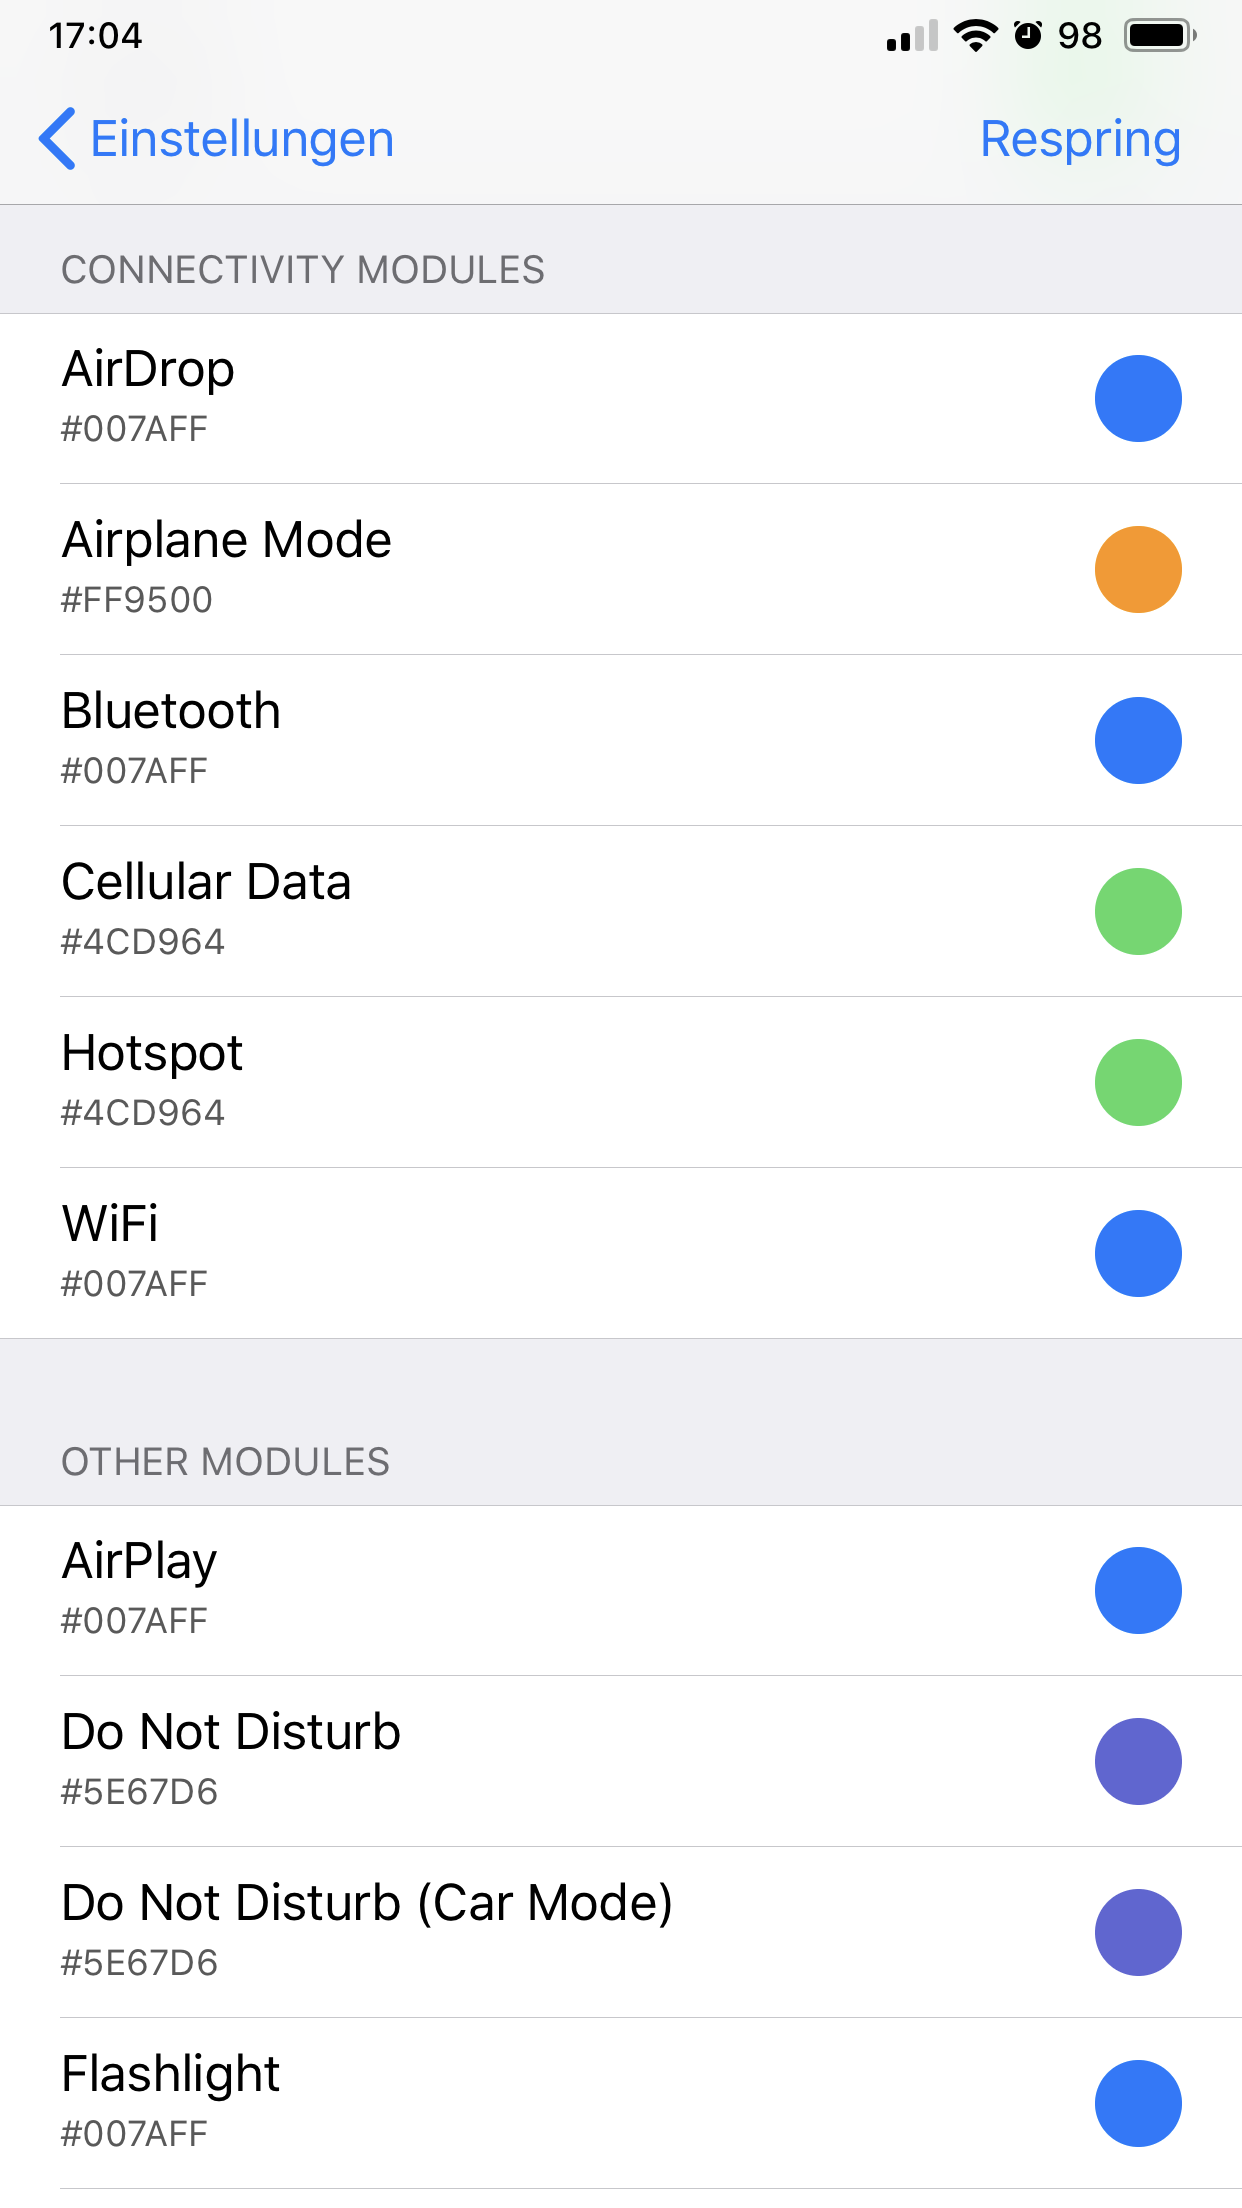 17:04
98
Einstellungen
Respring
CONNECTIVITY MODULES
AirDrop
#007AFF
Airplane Mode
#FF9500
Bluetooth
#007AFF
Cellular Data
#4CD964
Hotspot
#4CD964
WiFi
#007AFF
OTHER MODULES
AirPlay
#007AFF
Do Not Disturb
#5E67D6
Do Not Disturb (Car Mode)
#5E67D6
Flashlight
#007AFF